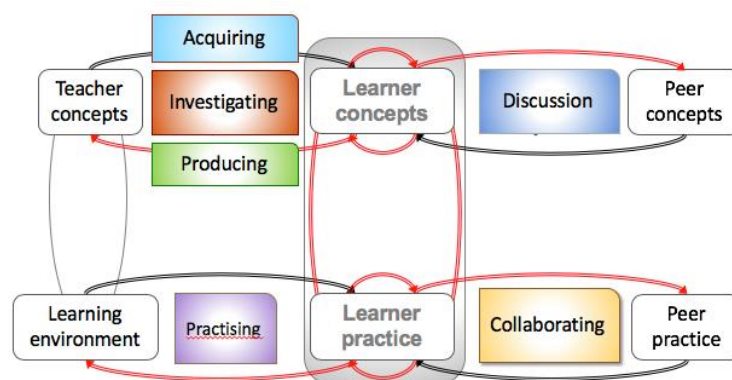 Acquiring
Teacher
concepts
Investigating
Learner
concepts
Discussion
Peer
concepts
Producing
Learning
environment
Practising
Learner
practice
Collaborating
Peer
practice